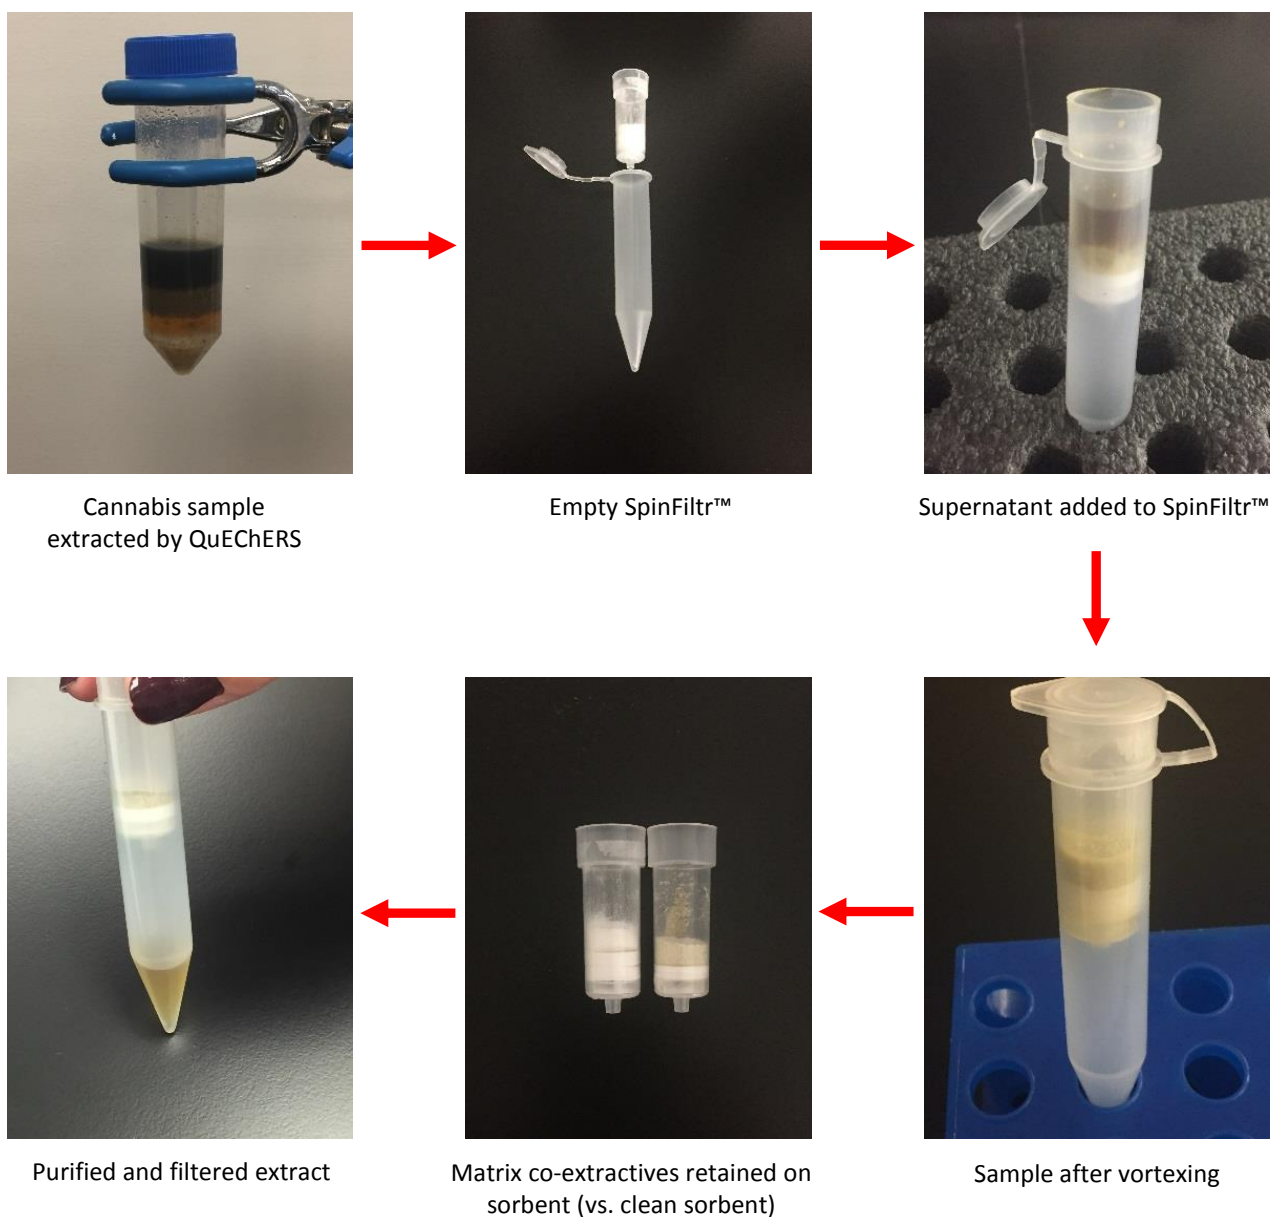 Cannabis sample
extracted by QuEChERS
Empty SpinFiltr™
Supernatant added to SpinFiltr™
Purified and filtered extract
Matrix co-extractives retained on
sorbent (vs. clean sorbent)
Sample after vortexing